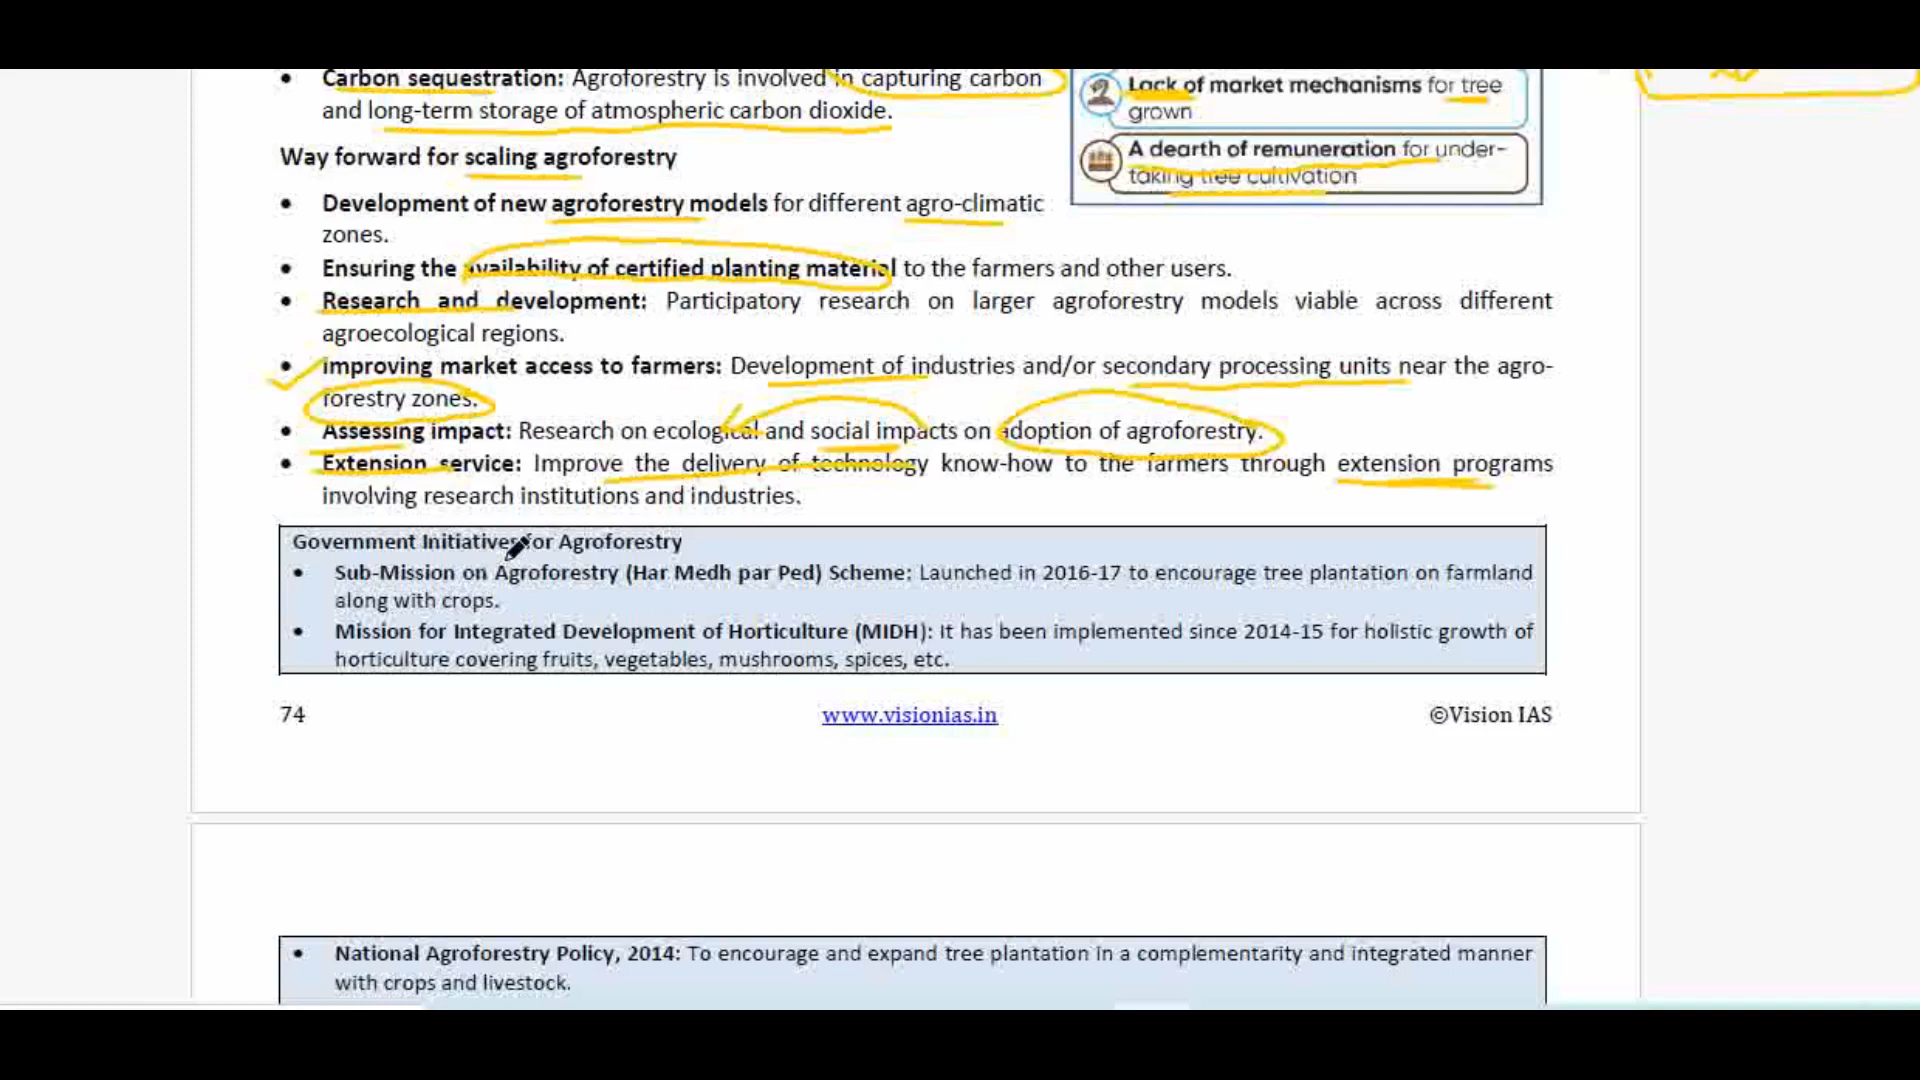 • Carbon sequestration: Agroforestry is involved in capturing carbon
and long-term storage of atmospheric carbon dioxide.
Lack of market mechanisms for tree
grown
A dearth of remuneration for under-
taking tree cultivation
Way forward for scaling agroforestry
• Development of new agroforestry models for different agro-climatic
zones.
• Ensuring the availability of certified planting material to the farmers and other users.
• Research and development: Participatory research on larger agroforestry models viable across different
agroecological regions.
• Improving market access to farmers: Development of industries and/or secondary processing units near the agro-
forestry zones.
• Assessing impact: Research on ecological and social impacts on adoption of agroforestry.
• Extension service: Improve the delivery of technology know-how to the farmers through extension programs
involving research institutions and industries.
Government Initiatives for Agroforestry
• Sub-Mission on Agroforestry (Har Medh par Ped) Scheme: Launched in 2016-17 to encourage tree plantation on farmland
along with crops.
• Mission for Integrated Development of Horticulture (MIDH): It has been implemented since 2014-15 for holistic growth of
horticulture covering fruits, vegetables, mushrooms, spices, etc.
74 www.visionias.in ©Vision IAS
• National Agroforestry Policy, 2014: To encourage and expand tree plantation in a complementarity and integrated manner
with crops and livestock.